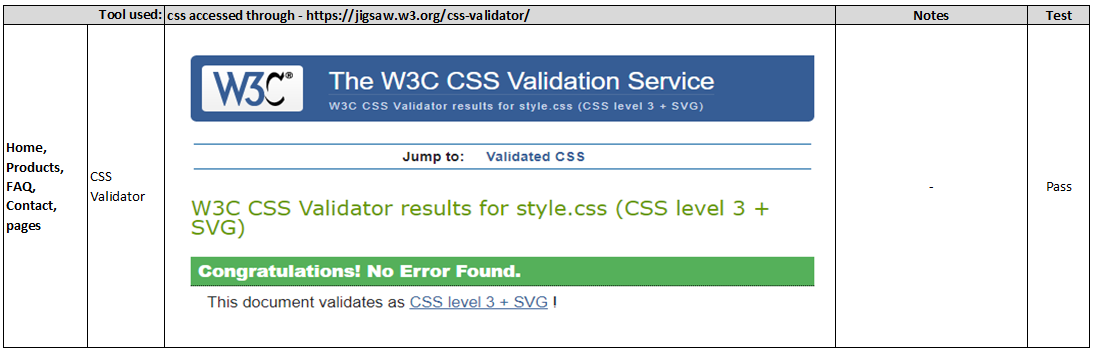 Tool used: css accessed through - https://jigsaw.w3.org/css-validator/ Notes Test
Home,
Products,
FAQ,
Contact,
pages
CSS
Validator
W3C®
The W3C CSS Validation Service
W3C CSS Validator results for style.css (CSS level 3 + SVG)
Jump to: Validated CSS
W3C CSS Validator results for style.css (CSS level 3 +
SVG)
Congratulations! No Error Found.
This document validates as CSS level 3 + SVG !
-
Pass